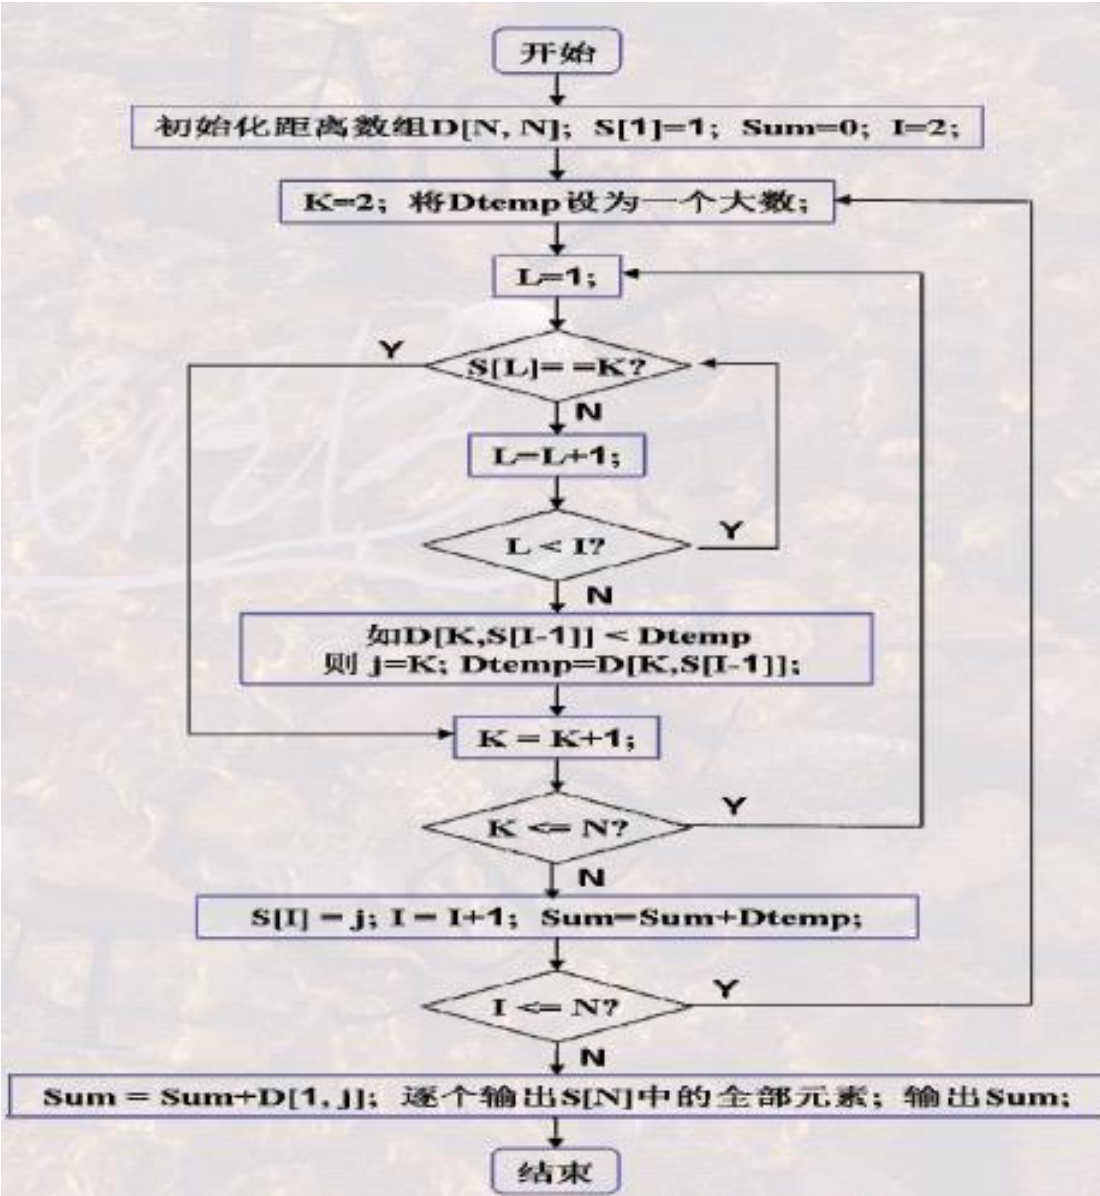 开始
初始化距离数组D[N, N]; S[1]=1; Sum=0; I=2;
K=2; 将Dtemp设为一个大数;
L=1;
Y
S[L]= =K?
N
L=L+1;
L < I?
Y
N
如D[K,S[I-1]] < Dtemp
则 j=K; Dtemp=D[K,S[I-1]];
K = K+1;
K <= N?
Y
N
S[I] = j; I = I+1; Sum=Sum+Dtemp;
I <= N?
Y
N
Sum = Sum+D[1, j]; 逐个输出S[N]中的全部元素; 输出Sum;
结束